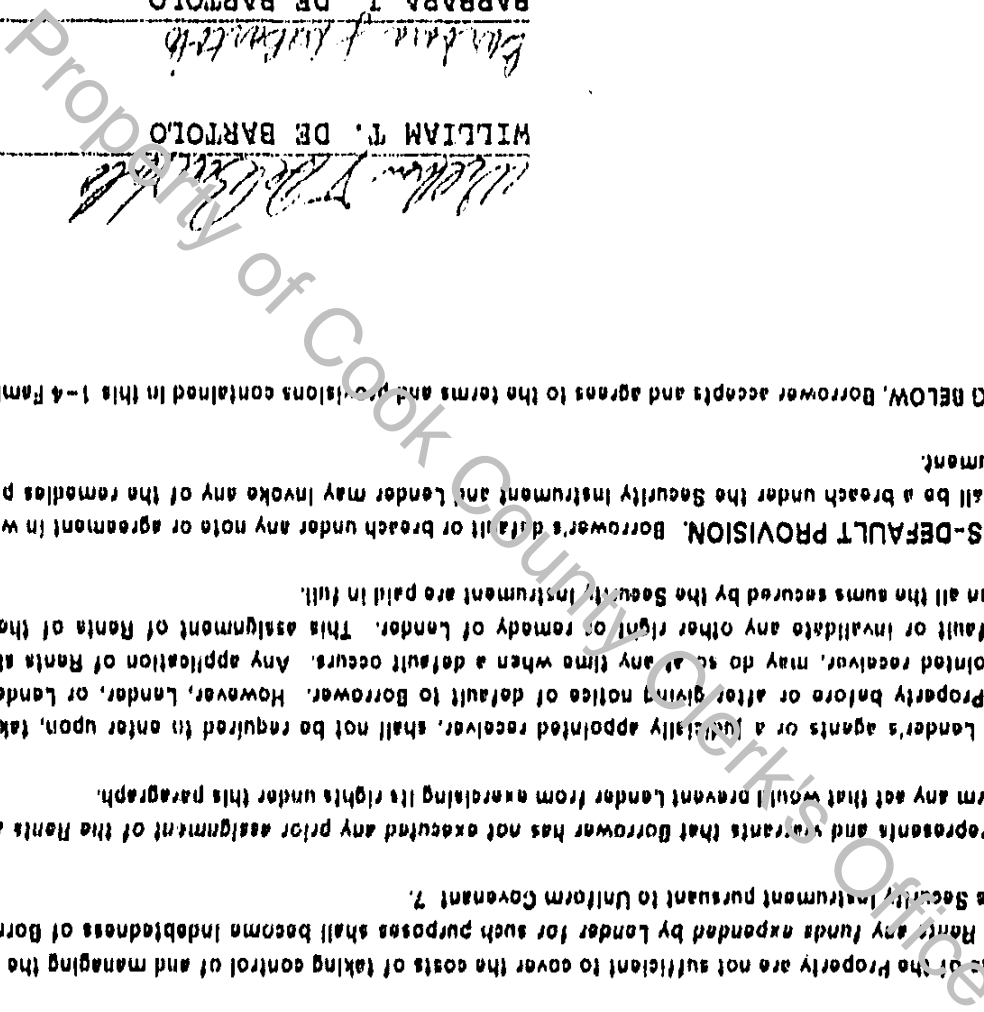 of the Property are not sufficient to cover the costs of taking control of and managing the
Rents any funds expended by Lender for such purposes shall become indebtedness of Borr
Security Instrument pursuant to Uniform Covenant 7.
represents and warrants that Borrower has not executed any prior assignment of the Rents
rm any act that would prevent Lender from exercising its rights under this paragraph.
Lender's agents or a judicially appointed receiver, shall not be required to enter upon, tak
Property before or after giving notice of default to Borrower. However, Lender, or Lende
ointed receiver, may do so at any time when a default occurs. Any application of Rents s
fault or invalidate any other right or remedy of Lender. This assignment of Rents of the
en all the sums secured by the Security Instrument are paid in full.
S-DEFAULT PROVISION. Borrower's default or breach under any note or agreement in w
all be a breach under the Security Instrument and Lender may invoke any of the remedies p
ument.
G BELOW, Borrower accepts and agrees to the terms and provisions contained in this 1-4 Fami
William T. De Bartolo
WILLIAM T. DE BARTOLO
Barbara J. DeBartolo
BARBARA J. DE BARTOLO
Property of Cook County Clerk's Office